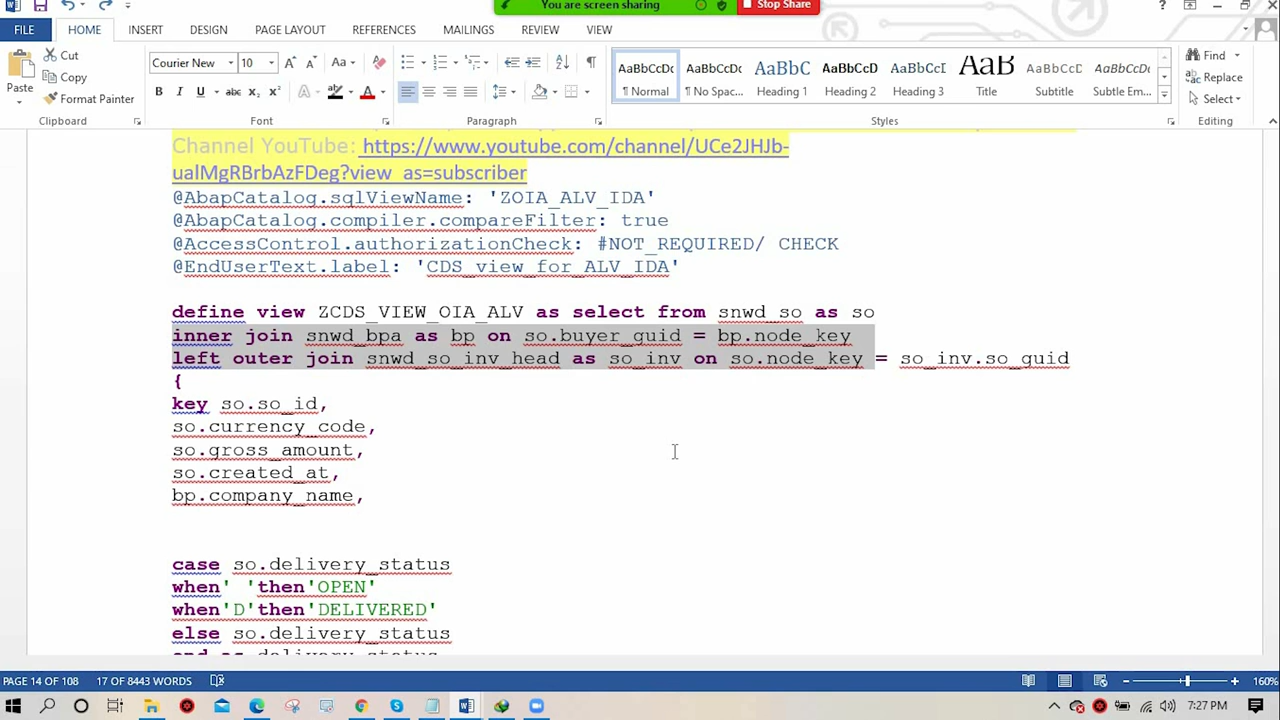 You are screen sharing
Stop Share
FILE HOME INSERT DESIGN PAGE LAYOUT REFERENCES MAILINGS REVIEW VIEW
Cut
Copy
Format Painter
Paste
Clipboard
Courier New 10
Font
Paragraph
AaBbCcDc AaBbCcDc AaBbC AaBbCcD AaBbCcI AaB AaBbCcD AaBbCcDc
¶ Normal ¶ No Spac... Heading 1 Heading 2 Heading 3 Title Subtitle Subtle Em...
Styles
Find
Replace
Select
Editing
Channel YouTube: https://www.youtube.com/channel/UCe2JHJb-
ualMgRBrbAzFDeg?view_as=subscriber
@AbapCatalog.sqlViewName: 'ZOIA_ALV_IDA'
@AbapCatalog.compiler.compareFilter: true
@AccessControl.authorizationCheck: #NOT_REQUIRED/ CHECK
@EndUserText.label: 'CDS_view_for_ALV_IDA'
define view ZCDS_VIEW_OIA_ALV as select from snwd_so as so
inner join snwd_bpa as bp on so.buyer_guid = bp.node_key
left outer join snwd_so_inv_head as so_inv on so.node_key = so_inv.so_guid
{
key so.so_id,
so.currency_code,
so.gross_amount,
so.created_at,
bp.company_name,
case so.delivery_status
when' 'then'OPEN'
when'D'then'DELIVERED'
else so.delivery_status
end as delivery_status
PAGE 14 OF 108 17 OF 8443 WORDS 160%
7:27 PM